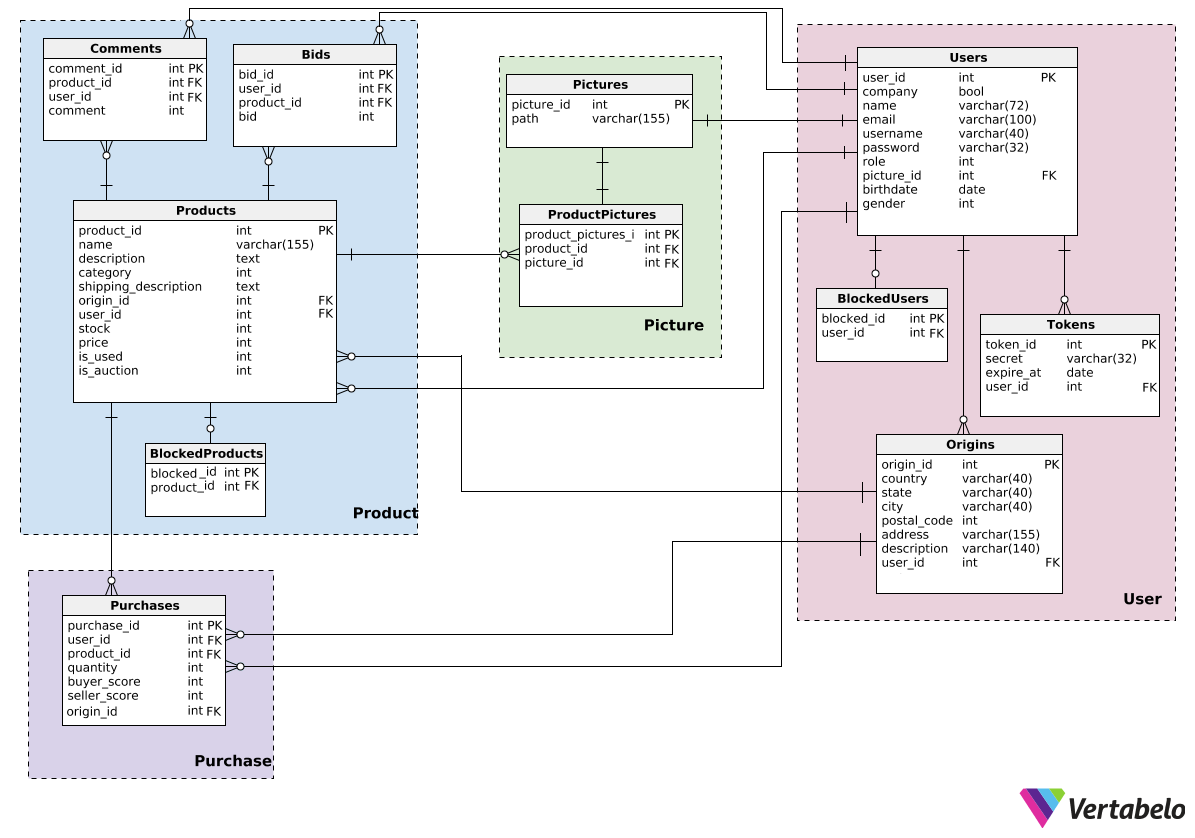 Comments
comment_id int PK
product_id int FK
user_id int FK
comment int
Bids
bid_id int PK
user_id int FK
product_id int FK
bid int
Products
product_id int PK
name varchar(155)
description text
category int
shipping_description text
origin_id int FK
user_id int FK
stock int
price int
is_used int
is_auction int
BlockedProducts
blocked_id int PK
product_id int FK
Product
Pictures
picture_id int PK
path varchar(155)
ProductPictures
product_pictures_i int PK
product_id int FK
picture_id int FK
Picture
Users
user_id int PK
company bool
name varchar(72)
email varchar(100)
username varchar(40)
password varchar(32)
role int
picture_id int FK
birthdate date
gender int
BlockedUsers
blocked_id int PK
user_id int FK
Tokens
token_id int PK
secret varchar(32)
expire_at date
user_id int FK
Origins
origin_id int PK
country varchar(40)
state varchar(40)
city varchar(40)
postal_code int
address varchar(155)
description varchar(140)
user_id int FK
User
Purchases
purchase_id int PK
user_id int FK
product_id int FK
quantity int
buyer_score int
seller_score int
origin_id int FK
Purchase
Vertabelo